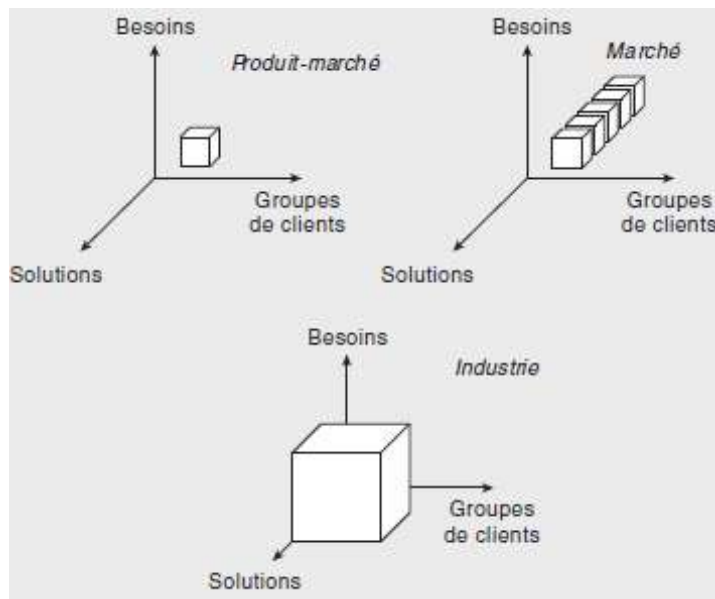 Besoins
Produit-marché
Groupes
de clients
Solutions
Besoins
Marché
Groupes
de clients
Solutions
Besoins
Industrie
Groupes
de clients
Solutions